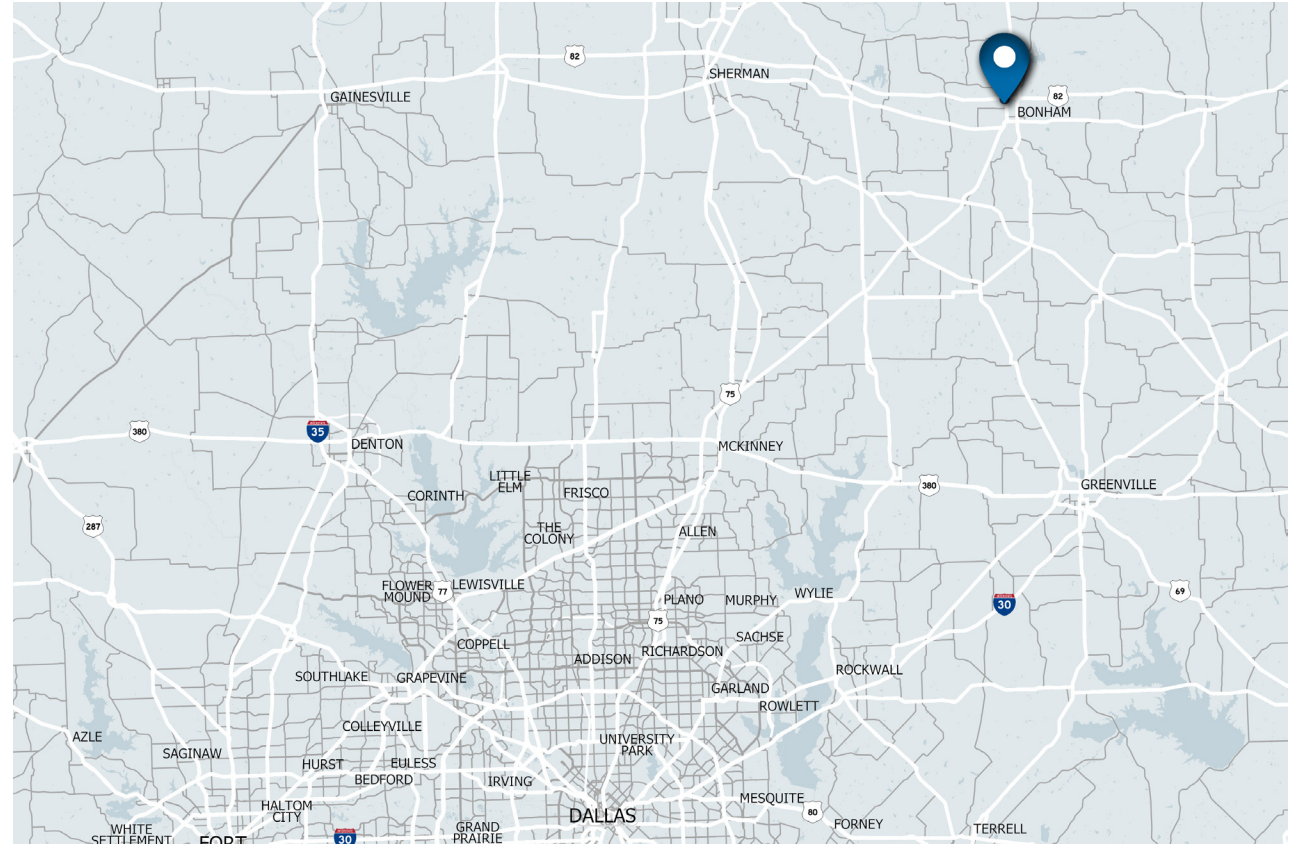 82
SHERMAN
GAINESVILLE
82
BONHAM
75
380
35
DENTON
MCKINNEY
LITTLE
ELM
CORINTH
FRISCO
380
GREENVILLE
287
THE
COLONY
ALLEN
FLOWER
MOUND
77
LEWISVILLE
PLANO
MURPHY
WYLIE
30
69
75
COPPELL
SACHSE
ADDISON
RICHARDSON
SOUTHLAKE
GRAPEVINE
ROCKWALL
GARLAND
ROWLETT
COLLEYVILLE
AZLE
UNIVERSITY
PARK
SAGINAW
HURST
EULESS
BEDFORD
IRVING
MESQUITE
HALTOM
CITY
DALLAS
80
FORNEY
WHITE
SETTLEMENT
FORT
30
GRAND
PRAIRIE
TERRELL